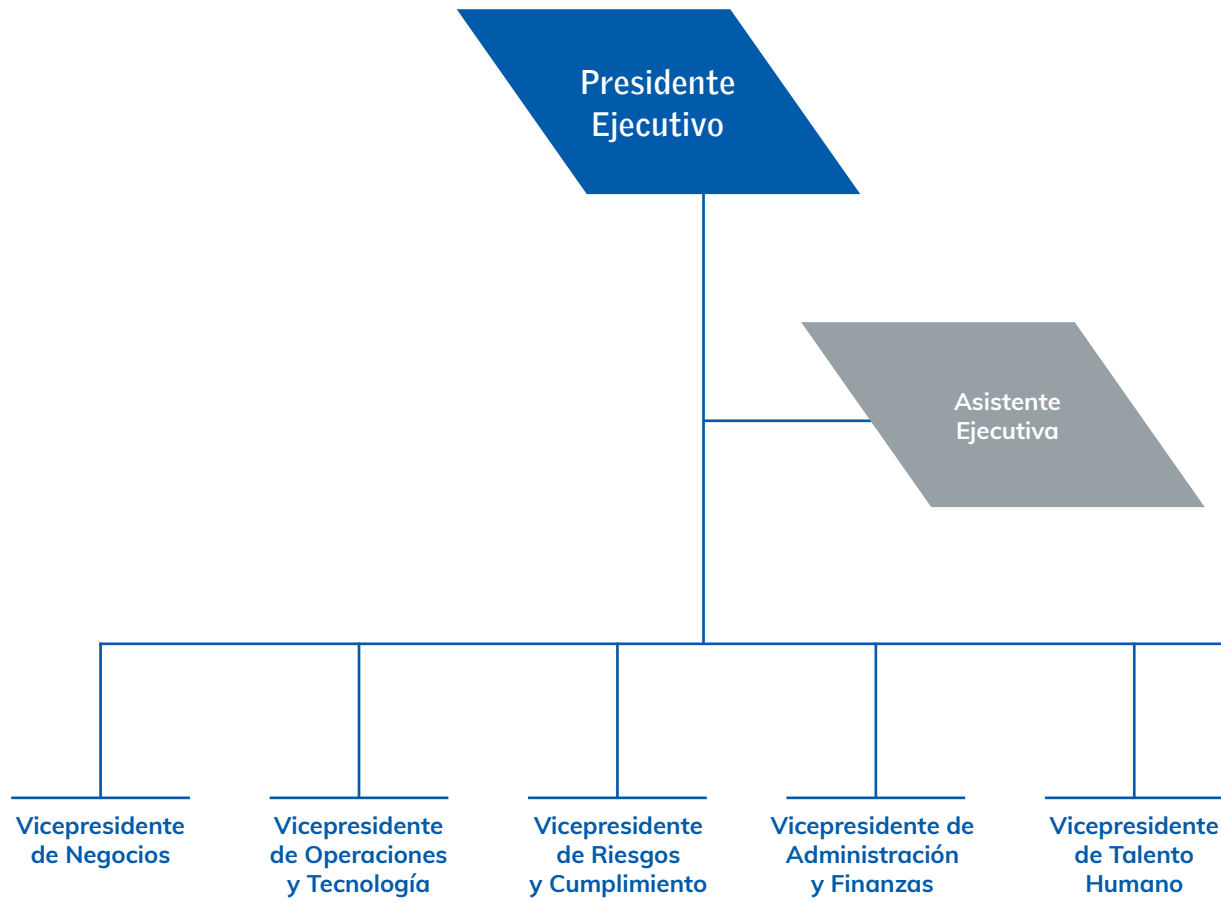 Presidente
Ejecutivo
Asistente
Ejecutiva
Vicepresidente
de Negocios
Vicepresidente
de Operaciones
y Tecnología
Vicepresidente
de Riesgos
y Cumplimiento
Vicepresidente de
Administración
y Finanzas
Vicepresidente
de Talento
Humano